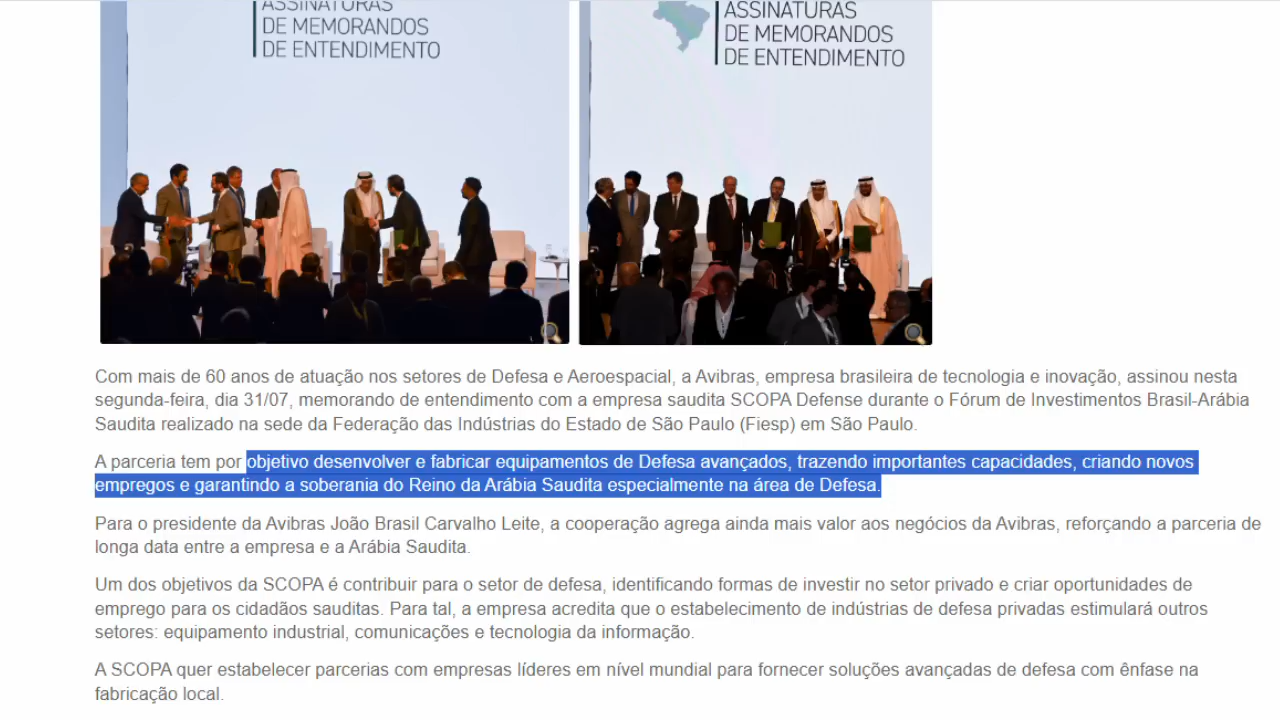 ASSINATURAS
DE MEMORANDOS
DE ENTENDIMENTO
ASSINATURAS
DE MEMORANDOS
DE ENTENDIMENTO
Com mais de 60 anos de atuação nos setores de Defesa e Aeroespacial, a Avibras, empresa brasileira de tecnologia e inovação, assinou nesta
segunda-feira, dia 31/07, memorando de entendimento com a empresa saudita SCOPA Defense durante o Fórum de Investimentos Brasil-Arábia
Saudita realizado na sede da Federação das Indústrias do Estado de São Paulo (Fiesp) em São Paulo.
A parceria tem por objetivo desenvolver e fabricar equipamentos de Defesa avançados, trazendo importantes capacidades, criando novos
empregos e garantindo a soberania do Reino da Arábia Saudita especialmente na área de Defesa.
Para o presidente da Avibras João Brasil Carvalho Leite, a cooperação agrega ainda mais valor aos negócios da Avibras, reforçando a parceria de
longa data entre a empresa e a Arábia Saudita.
Um dos objetivos da SCOPA é contribuir para o setor de defesa, identificando formas de investir no setor privado e criar oportunidades de
emprego para os cidadãos sauditas. Para tal, a empresa acredita que o estabelecimento de indústrias de defesa privadas estimulará outros
setores: equipamento industrial, comunicações e tecnologia da informação.
A SCOPA quer estabelecer parcerias com empresas líderes em nível mundial para fornecer soluções avançadas de defesa com ênfase na
fabricação local.